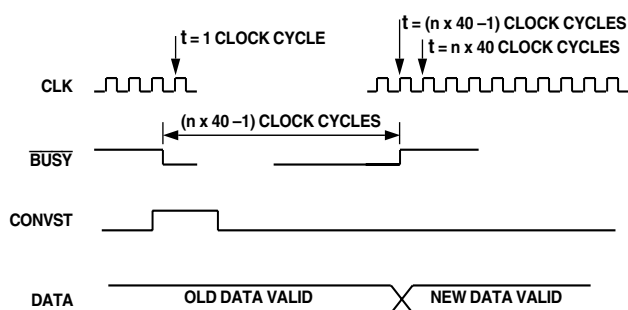 t = (n x 40 –1) CLOCK CYCLES
t = 1 CLOCK CYCLE
t = n x 40 CLOCK CYCLES
CLK
(n x 40 –1) CLOCK CYCLES
BUSY
CONVST
DATA OLD DATA VALID NEW DATA VALID